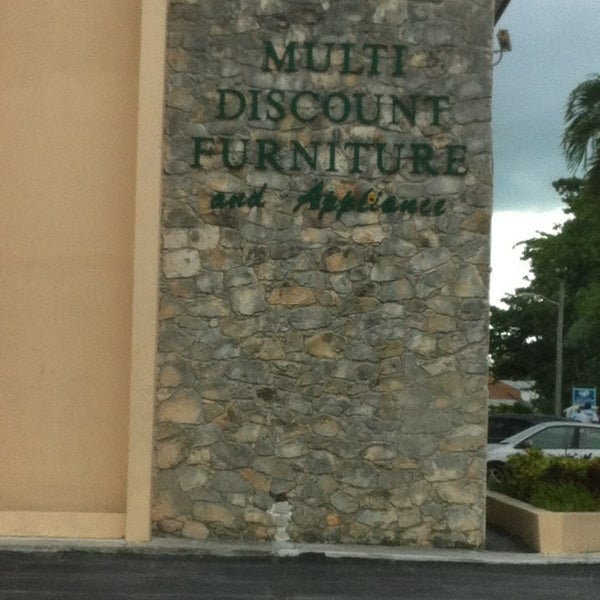 MULTI
DISCOUNT
FURNITURE
and Appliance